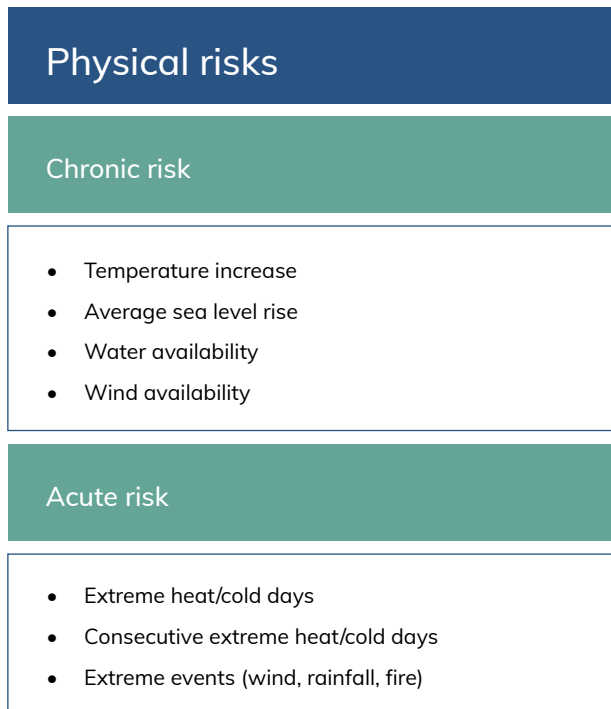 Physical risks
Chronic risk
• Temperature increase
• Average sea level rise
• Water availability
• Wind availability
Acute risk
• Extreme heat/cold days
• Consecutive extreme heat/cold days
• Extreme events (wind, rainfall, fire)